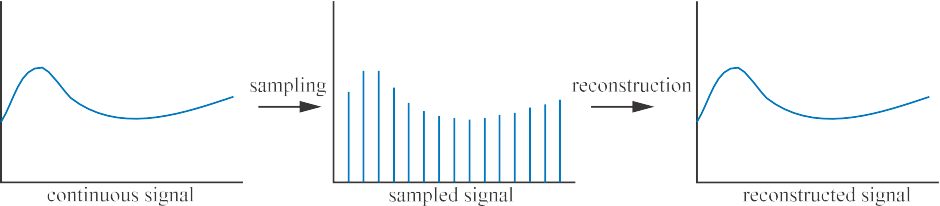 sampling
reconstruction
continuous signal
sampled signal
reconstructed signal